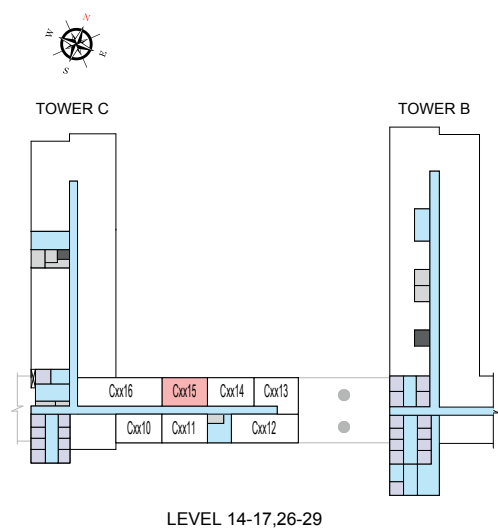 N
W
E
S
TOWER C
TOWER B
Cxx16
Cxx15
Cxx14
Cxx13
Cxx10
Cxx11
Cxx12
LEVEL 14-17,26-29